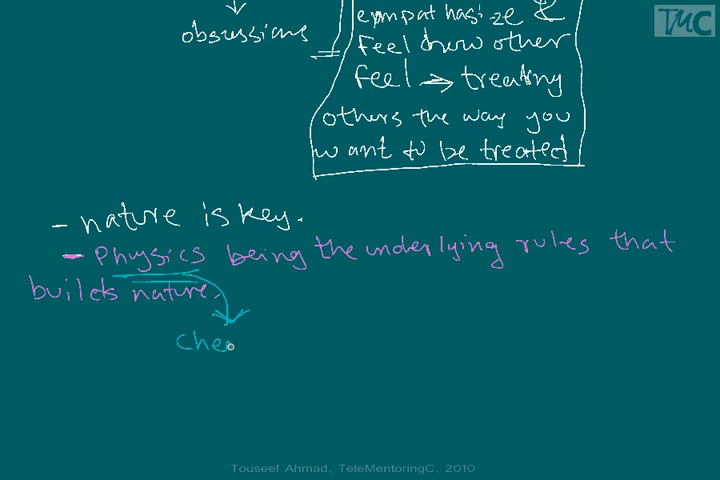 TMC
empathasize &
obsessions
feel how other
feel → treating
others the way you
want to be treated
- nature is key.
- Physics being the underlying rules that
builds nature.
Che
Touseef Ahmad, TeleMentoringC, 2010